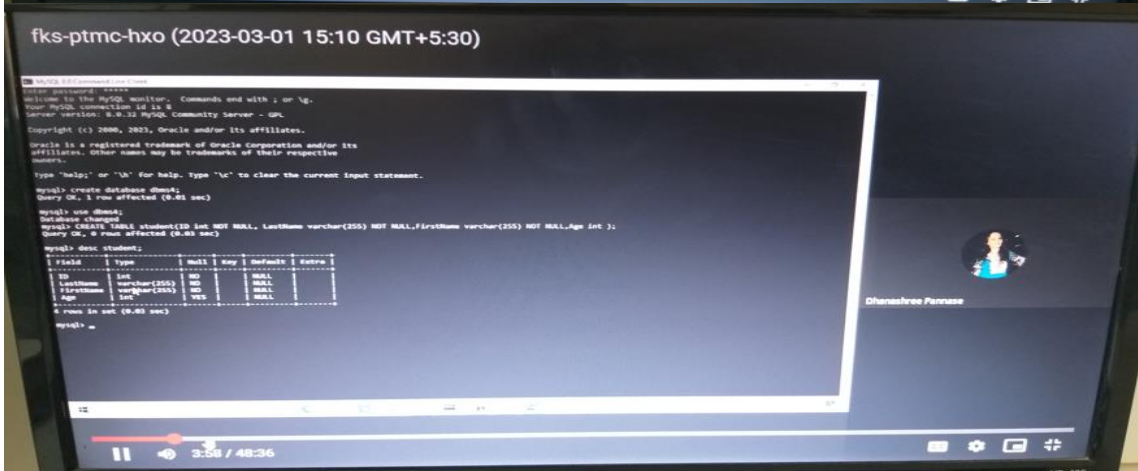 fks-ptmc-hxo (2023-03-01 15:10 GMT+5:30)
MySQL 8.0 Command Line Client
Enter password: *****
Welcome to the MySQL monitor.  Commands end with ; or \g.
Your MySQL connection id is 8
Server version: 8.0.32 MySQL Community Server - GPL
Copyright (c) 2000, 2023, Oracle and/or its affiliates.
Oracle is a registered trademark of Oracle Corporation and/or its
affiliates. Other names may be trademarks of their respective
owners.
Type 'help;' or '\h' for help. Type '\c' to clear the current input statement.
mysql> create database dbms4;
Query OK, 1 row affected (0.01 sec)
mysql> use dbms4;
Database changed
mysql> CREATE TABLE student(ID int NOT NULL, LastName varchar(255) NOT NULL,FirstName varchar(255) NOT NULL,Age int );
Query OK, 0 rows affected (0.03 sec)
mysql> desc student;
| Field | Type | Null | Key | Default | Extra |
| ID | int | NO | | NULL | |
| LastName | varchar(255) | NO | | NULL | |
| FirstName | varchar(255) | NO | | NULL | |
| Age | int | YES | | NULL | |
4 rows in set (0.03 sec)
mysql> _
Dhanashree Pannase
3:58 / 48:36